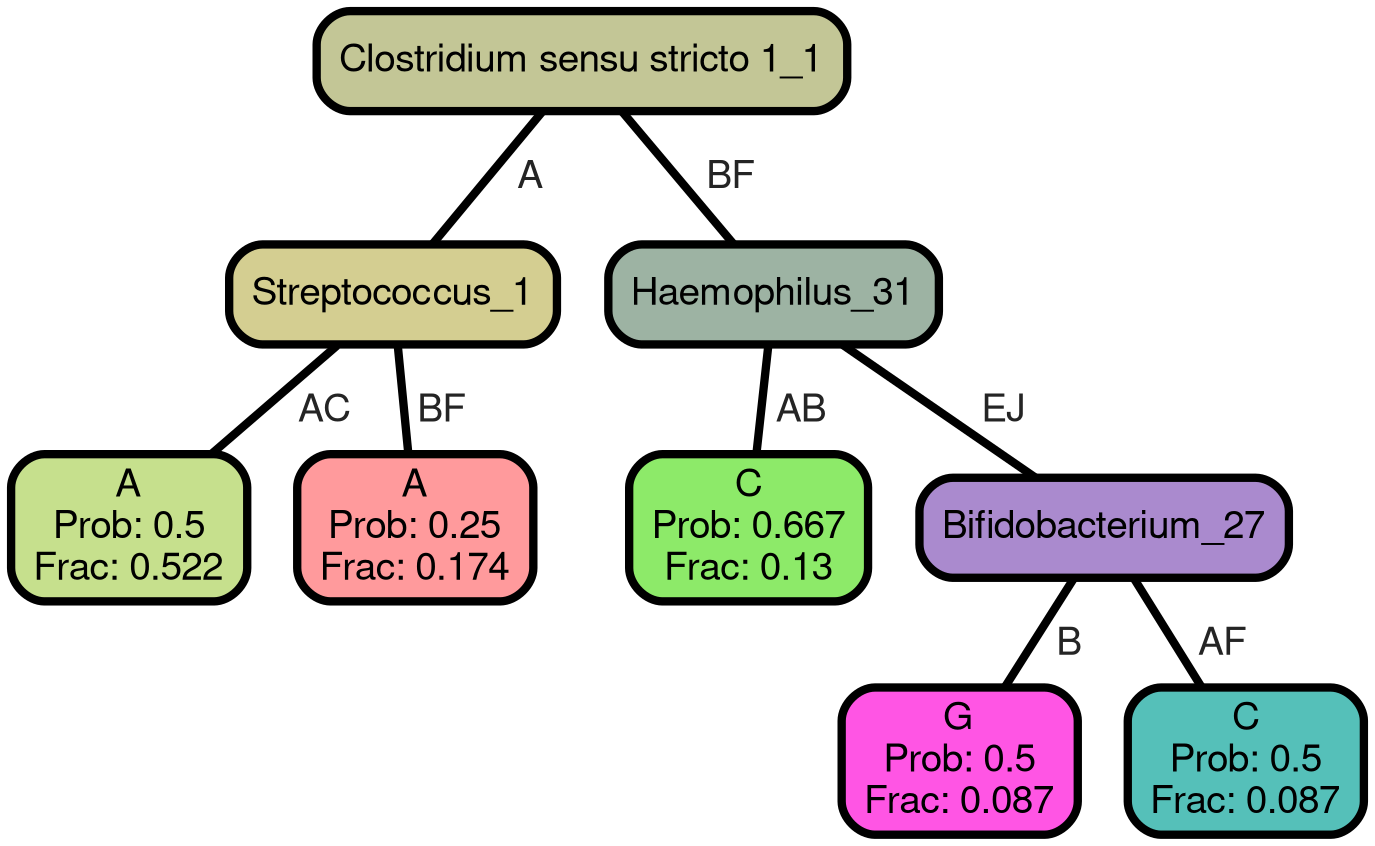 Clostridium sensu stricto 1_1
A
BF
Streptococcus_1
Haemophilus_31
AC
BF
AB
EJ
A
Prob: 0.5
Frac: 0.522
A
Prob: 0.25
Frac: 0.174
C
Prob: 0.667
Frac: 0.13
Bifidobacterium_27
B
AF
G
Prob: 0.5
Frac: 0.087
C
Prob: 0.5
Frac: 0.087